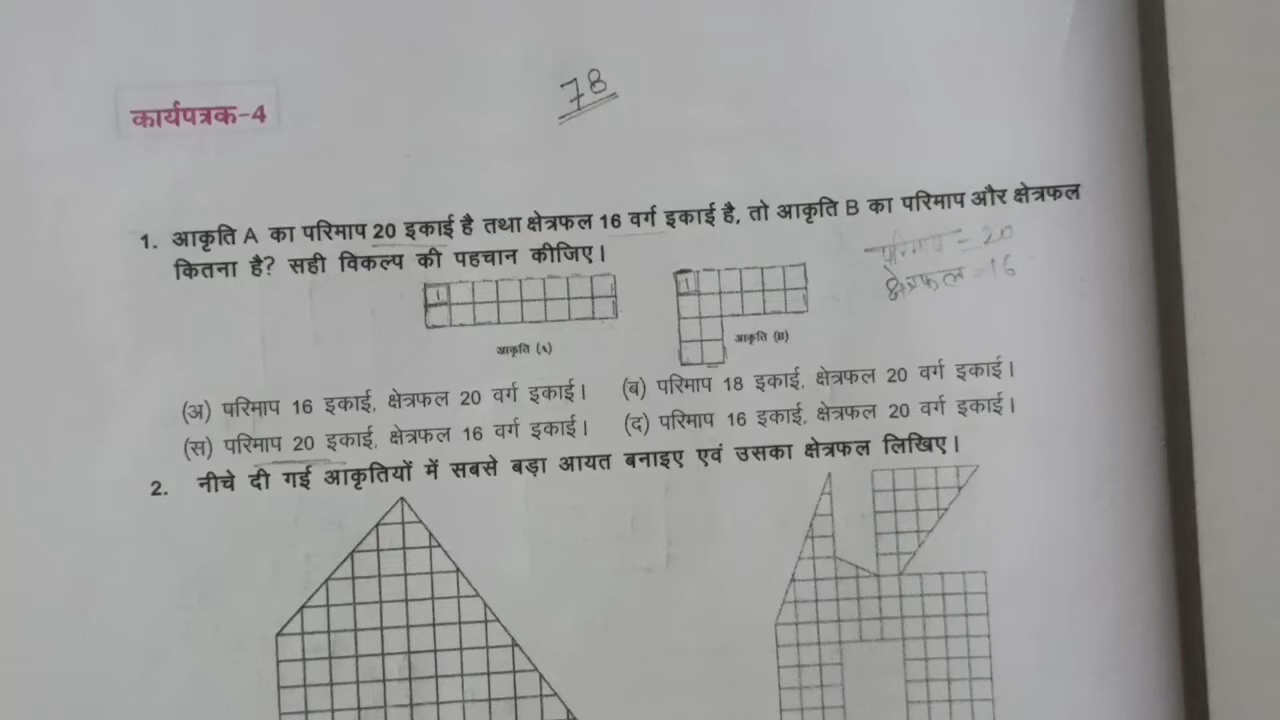 78
कार्यपत्रक-4
1. आकृति A का परिमाप 20 इकाई है तथा क्षेत्रफल 16 वर्ग इकाई है, तो आकृति B का परिमाप और क्षेत्रफल
कितना है? सही विकल्प की पहचान कीजिए।
परिमाप = 20
क्षेत्रफल = 16
1
1
आकृति (A)
आकृति (B)
(अ) परिमाप 16 इकाई, क्षेत्रफल 20 वर्ग इकाई। (ब) परिमाप 18 इकाई, क्षेत्रफल 20 वर्ग इकाई।
(स) परिमाप 20 इकाई, क्षेत्रफल 16 वर्ग इकाई। (द) परिमाप 16 इकाई, क्षेत्रफल 20 वर्ग इकाई।
2. नीचे दी गई आकृतियों में सबसे बड़ा आयत बनाइए एवं उसका क्षेत्रफल लिखिए।